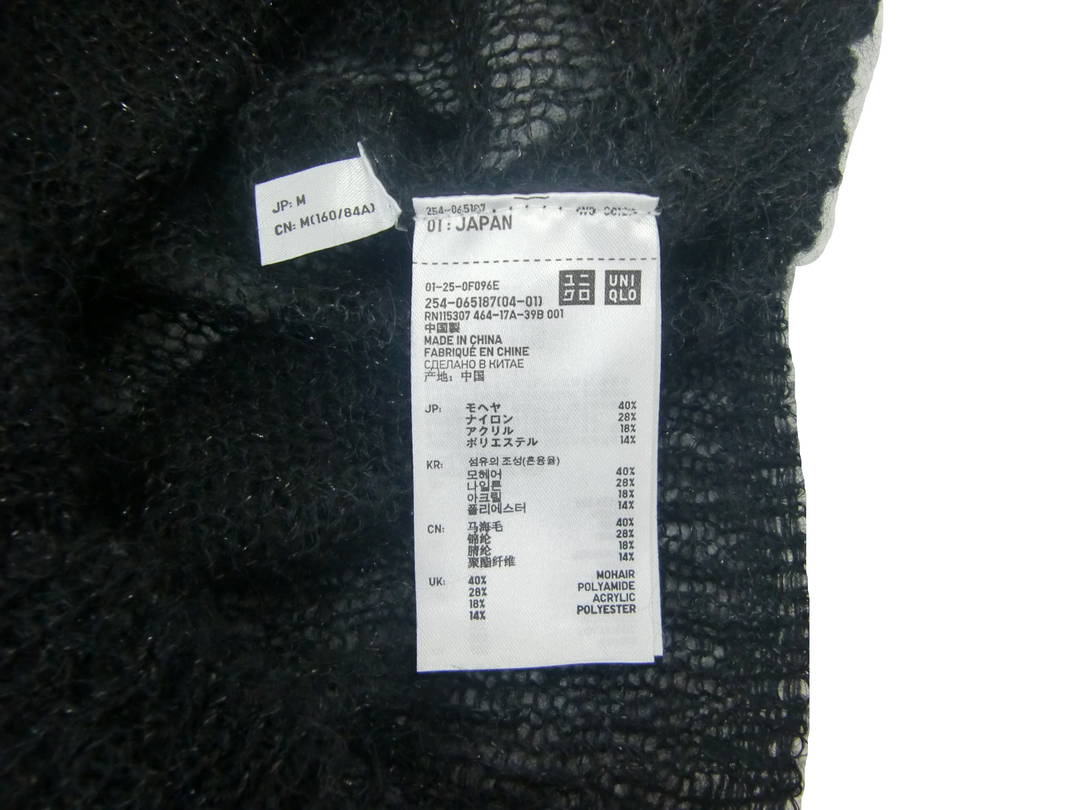 JP: M
CN: M(160/84A)
254-065187
01: JAPAN
01-25-0F096E
254-065187(04-01)
ユニ
クロ
UNI
QLO
RN115307 464-17A-39B 001
中国製
MADE IN CHINA
FABRIQUÉ EN CHINE
СДЕЛАНО В КИТАЕ
产地: 中国
JP: モヘヤ 40%
ナイロン 28%
アクリル 18%
ポリエステル 14%
KR: 섬유의 조성(혼용율)
모헤어 40%
나일론 28%
아크릴 18%
폴리에스터 14%
CN: 马海毛 40%
锦纶 28%
腈纶 18%
聚酯纤维 14%
UK: 40% MOHAIR
28% POLYAMIDE
18% ACRYLIC
14% POLYESTER